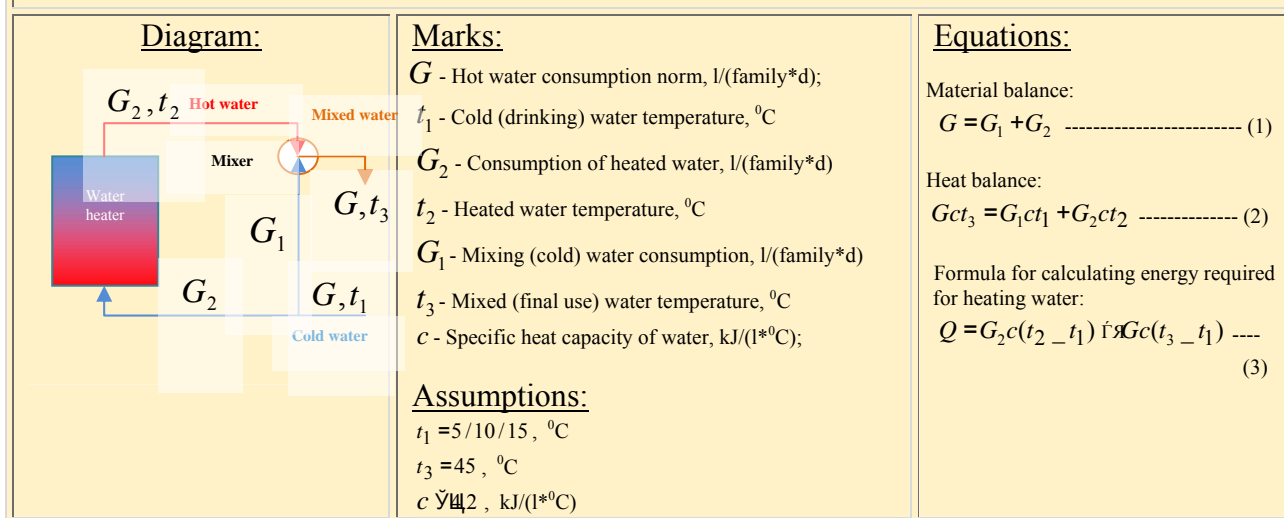 Diagram:
G₂, t₂ Hot water
Mixed water
Mixer
Water
heater
G, t₃
G₁
G₂
G, t₁
Cold water
Marks:
G - Hot water consumption norm, l/(family*d);
t₁ - Cold (drinking) water temperature, ⁰C
G₂ - Consumption of heated water, l/(family*d)
t₂ - Heated water temperature, ⁰C
G₁ - Mixing (cold) water consumption, l/(family*d)
t₃ - Mixed (final use) water temperature, ⁰C
c - Specific heat capacity of water, kJ/(l*⁰C);
Assumptions:
t₁ =5/10/15 , ⁰C
t₃ =45 , ⁰C
c 4,2 , kJ/(l*⁰C)
Equations:
Material balance:
G =G₁ +G₂ ------------------------- (1)
Heat balance:
Gct₃ =G₁ct₁ +G₂ct₂ -------------- (2)
Formula for calculating energy required
for heating water:
Q =G₂c(t₂ _ t₁) Gc(t₃ _ t₁) ----
(3)